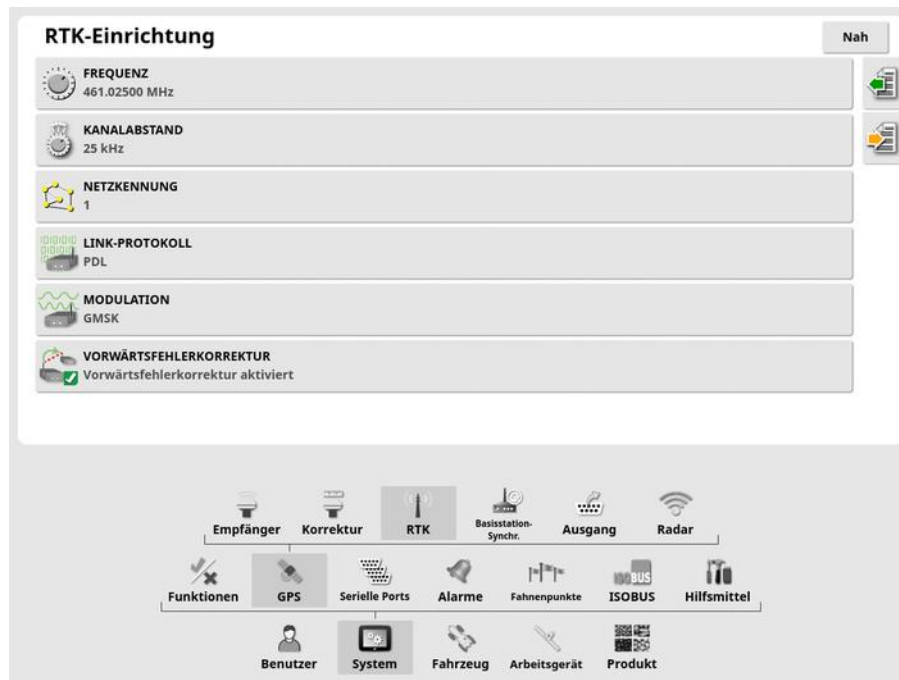 RTK-Einrichtung
Nah
FREQUENZ
461.02500 MHz
KANALABSTAND
25 kHz
NETZKENNUNG
1
LINK-PROTOKOLL
PDL
MODULATION
GMSK
VORWÄRTSFEHLERKORREKTUR
Vorwärtsfehlerkorrektur aktiviert
Empfänger Korrektur RTK Basisstation-
Synchr. Ausgang Radar
ISOBUS
Funktionen GPS Serielle Ports Alarme Fahnenpunkte ISOBUS Hilfsmittel
Benutzer System Fahrzeug Arbeitsgerät Produkt